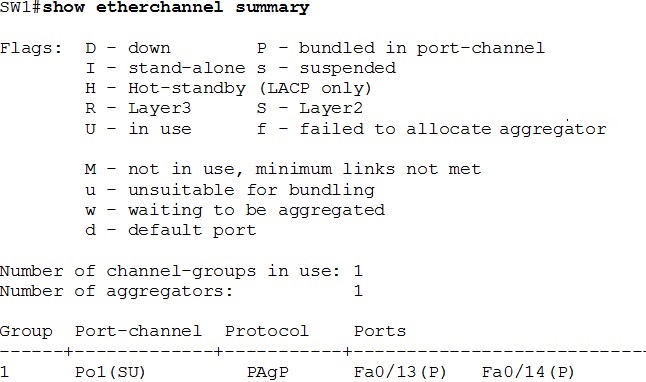 SW1#show etherchannel summary
Flags: D - down P - bundled in port-channel
I - stand-alone s - suspended
H - Hot-standby (LACP only)
R - Layer3 S - Layer2
U - in use f - failed to allocate aggregator
M - not in use, minimum links not met
u - unsuitable for bundling
w - waiting to be aggregated
d - default port
Number of channel-groups in use: 1
Number of aggregators: 1
Group Port-channel Protocol Ports
------+-------------+-----------+-----------------------------
1 Po1(SU) PAgP Fa0/13(P) Fa0/14(P)